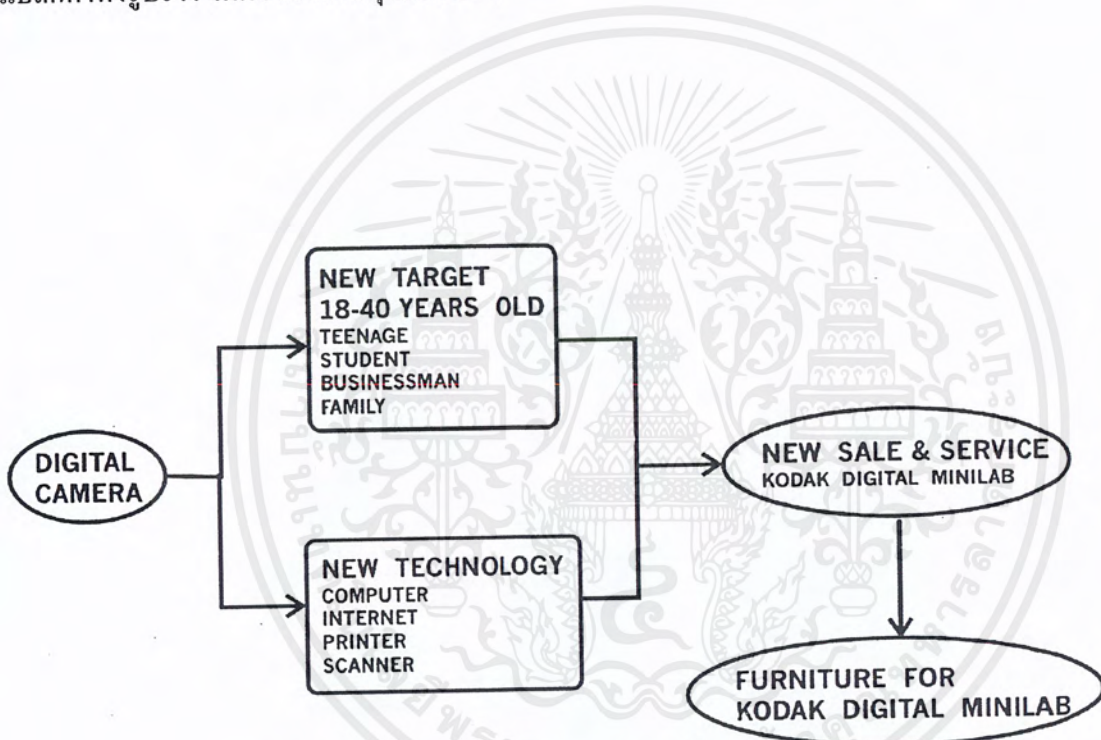 DIGITAL
CAMERA
NEW TARGET
18-40 YEARS OLD
TEENAGE
STUDENT
BUSINESSMAN
FAMILY
NEW TECHNOLOGY
COMPUTER
INTERNET
PRINTER
SCANNER
NEW SALE & SERVICE
KODAK DIGITAL MINILAB
FURNITURE FOR
KODAK DIGITAL MINILAB